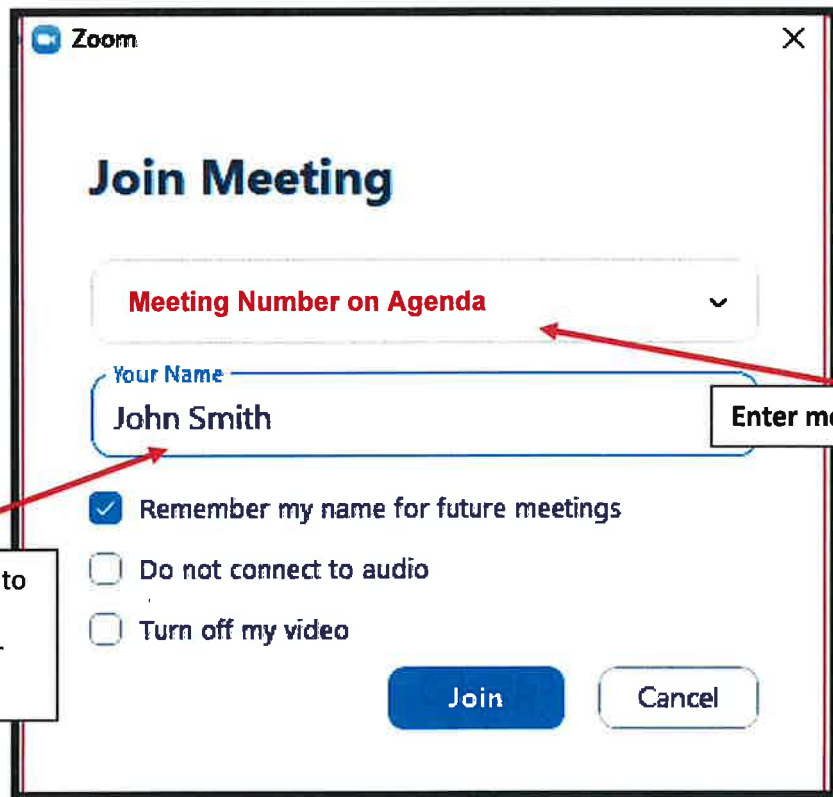 Zoom
Join Meeting
Meeting Number on Agenda
Your Name
John Smith
Enter
Remember my name for future meetings
to
Do not connect to audio
Turn off my video
Join
Cancel